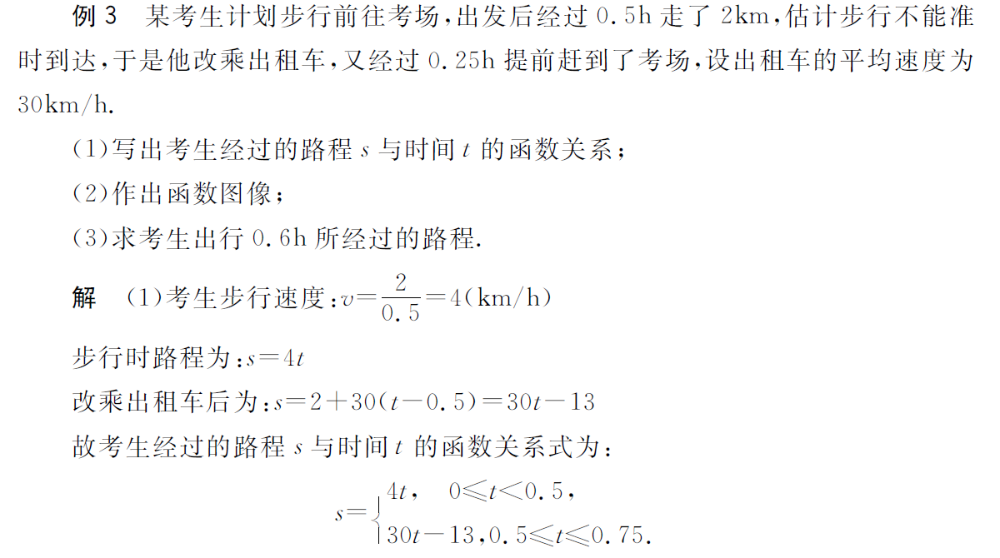 例3 某考生计划步行前往考场,出发后经过 0.5h 走了 2km,估计步行不能准
时到达,于是他改乘出租车,又经过 0.25h 提前赶到了考场,设出租车的平均速度为
30km/h.
(1)写出考生经过的路程 s 与时间 t 的函数关系;
(2)作出函数图像;
(3)求考生出行 0.6h 所经过的路程.
解 (1)考生步行速度:v=2/0.5=4(km/h)
步行时路程为:s=4t
改乘出租车后为:s=2+30(t-0.5)=30t-13
故考生经过的路程 s 与时间 t 的函数关系式为:
s={4t, 0≤t<0.5,
30t-13,0.5≤t≤0.75.